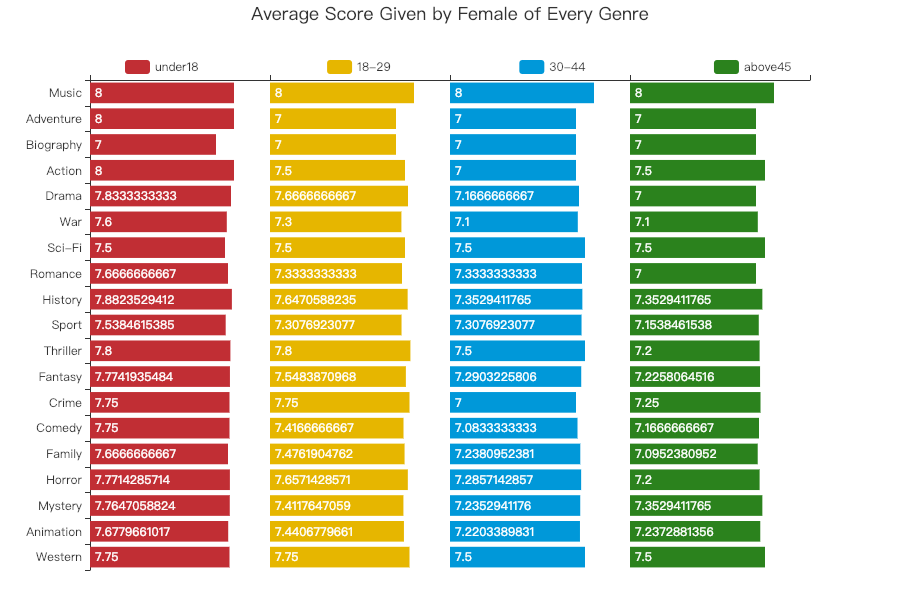 Average Score Given by Female of Every Genre
under18 18-29 30-44 above45
Music 8 8 8 8
Adventure 8 7 7 7
Biography 7 7 7 7
Action 8 7.5 7 7.5
Drama 7.8333333333 7.6666666667 7.1666666667 7
War 7.6 7.3 7.1 7.1
Sci-Fi 7.5 7.5 7.5 7.5
Romance 7.6666666667 7.3333333333 7.3333333333 7
History 7.8823529412 7.6470588235 7.3529411765 7.3529411765
Sport 7.5384615385 7.3076923077 7.3076923077 7.1538461538
Thriller 7.8 7.8 7.5 7.2
Fantasy 7.7741935484 7.5483870968 7.2903225806 7.2258064516
Crime 7.75 7.75 7 7.25
Comedy 7.75 7.4166666667 7.0833333333 7.1666666667
Family 7.6666666667 7.4761904762 7.2380952381 7.0952380952
Horror 7.7714285714 7.6571428571 7.2857142857 7.2
Mystery 7.7647058824 7.4117647059 7.2352941176 7.3529411765
Animation 7.6779661017 7.4406779661 7.2203389831 7.2372881356
Western 7.75 7.75 7.5 7.5